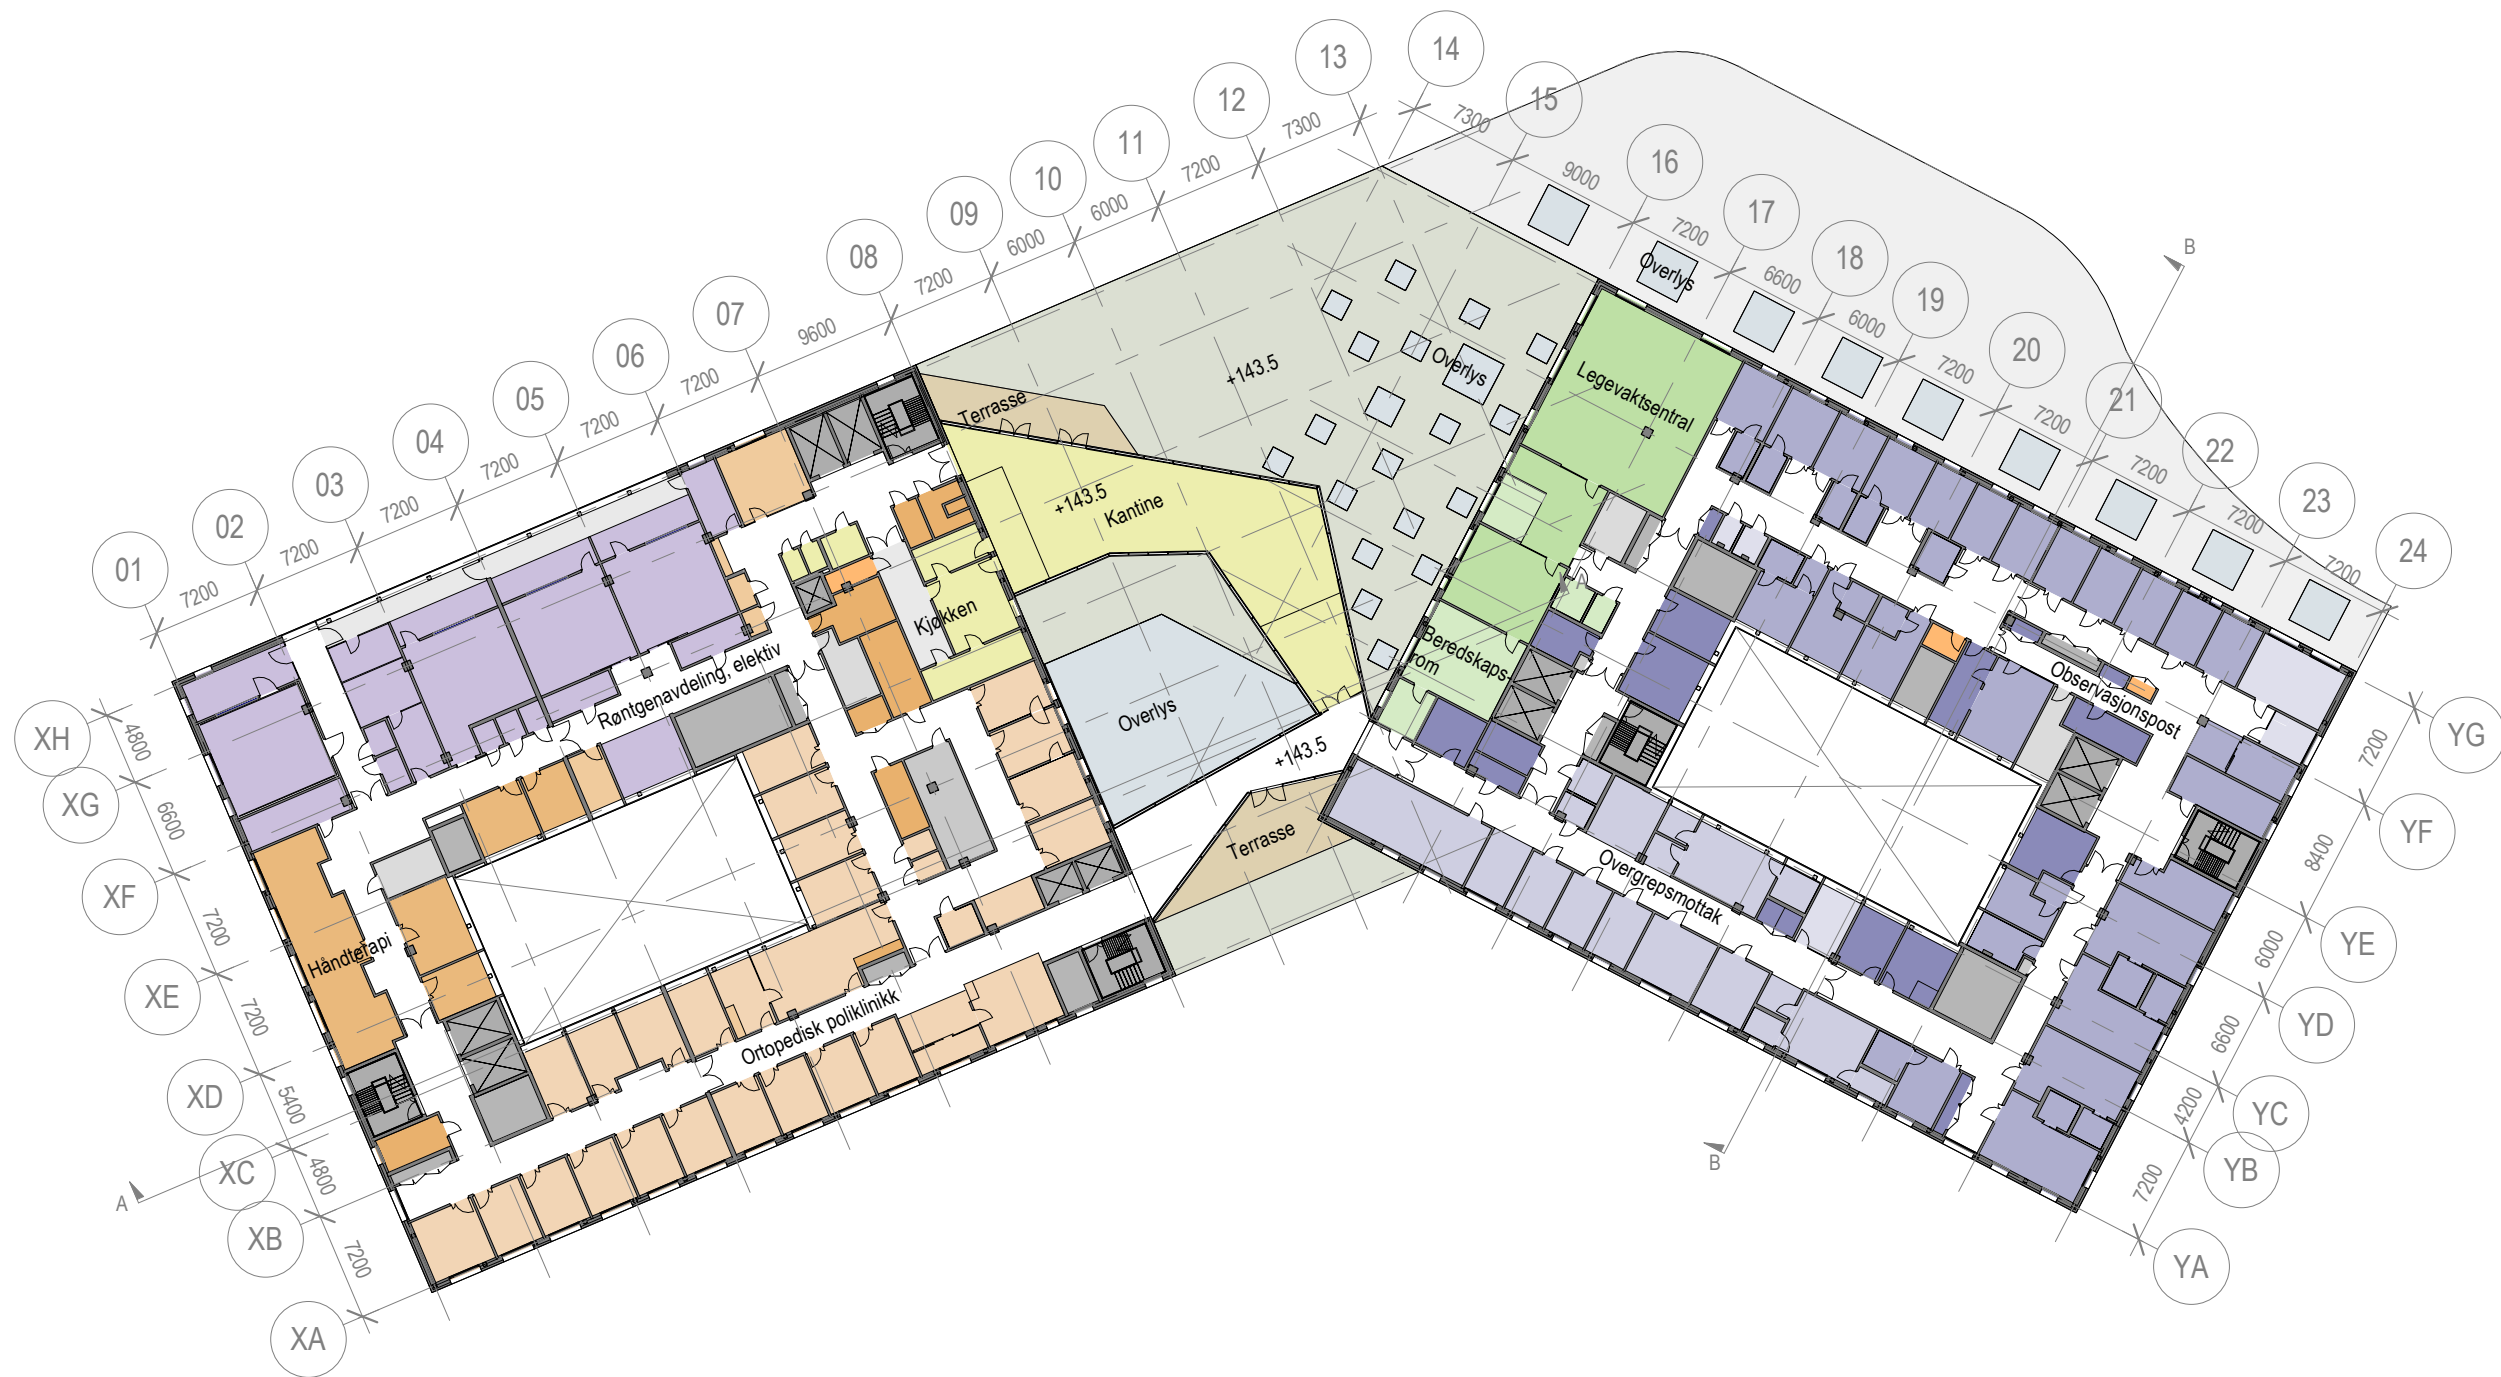 01
02
03
04
05
06
07
08
09
10
11
12
13
14
15
16
17
18
19
20
21
22
23
24
7200
7200
7200
7200
7200
7200
9600
7200
6000
6000
7200
7300
7300
9000
7200
6600
6000
7200
7200
7200
7200
7200
XH
XG
XF
XE
XD
XC
XB
XA
4800
6600
7200
7200
5400
4800
7200
YG
YF
YE
YD
YC
YB
YA
7200
8400
6000
6600
4200
7200
A
A
B
B
Terrasse
+143.5
+143.5
Kantine
Kjøkken
Overlys
Overlys
Overlys
Legevaktsentral
Beredskaps-
rom
+143.5
Terrasse
Røntgenavdeling, elektiv
Håndterapi
Ortopedisk poliklinikk
Observasjonspost
Overgrepsmottak